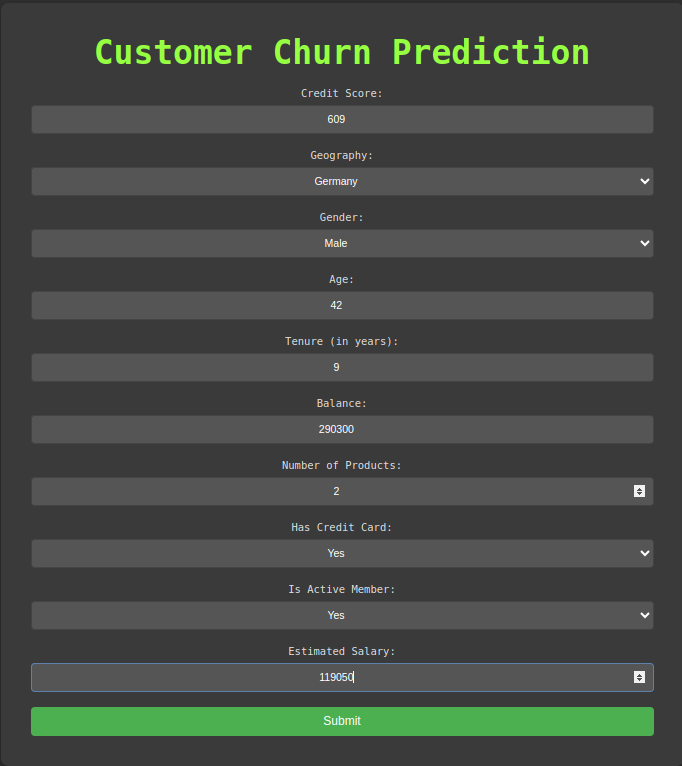 Customer Churn Prediction
Credit Score:
609
Geography:
Germany
Gender:
Male
Age:
42
Tenure (in years):
9
Balance:
290300
Number of Products:
2
Has Credit Card:
Yes
Is Active Member:
Yes
Estimated Salary:
119050
Submit